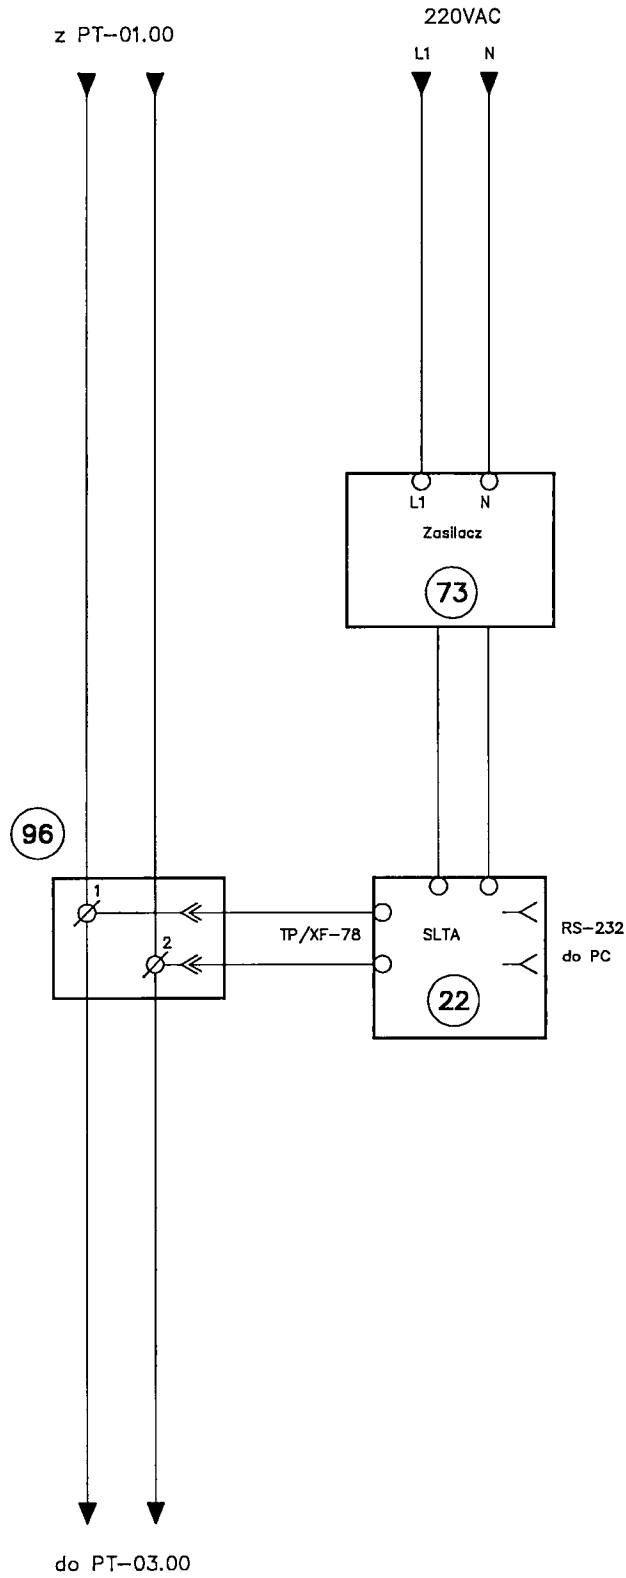 220VAC
z PT-01.00
L1 N
L1 N
Zasilacz
73
96
1
2
TP/XF-78
SLTA
RS-232
do PC
22
do PT-03.00